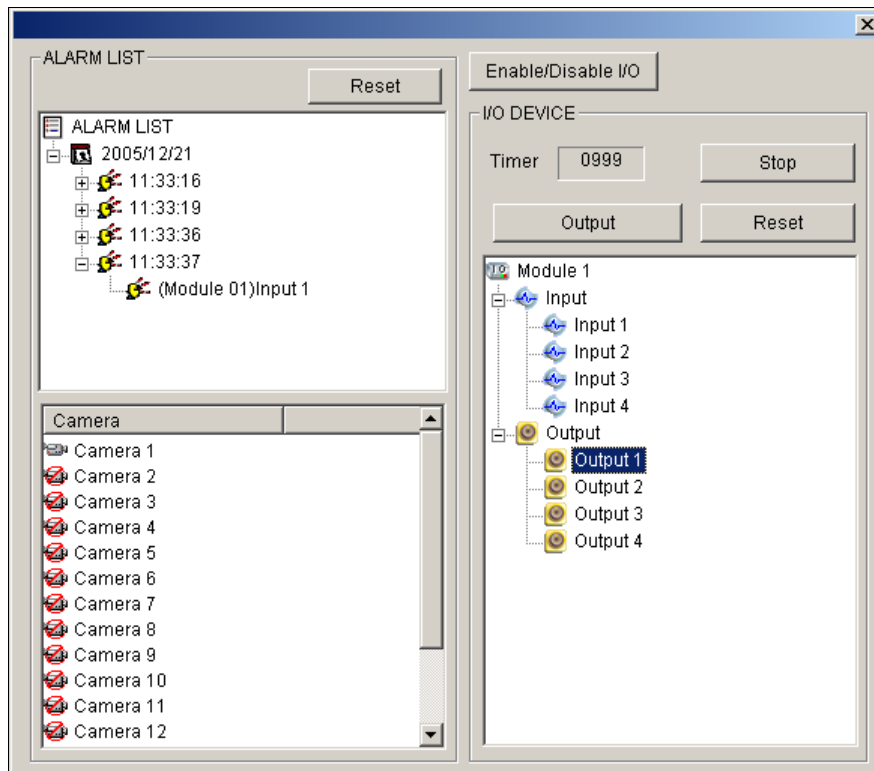 ALARM LIST
Reset
ALARM LIST
2005/12/21
11:33:16
11:33:19
11:33:36
11:33:37
(Module 01)Input 1
Camera
Camera 1
Camera 2
Camera 3
Camera 4
Camera 5
Camera 6
Camera 7
Camera 8
Camera 9
Camera 10
Camera 11
Camera 12
Enable/Disable I/O
I/O DEVICE
Timer 0999 Stop
Output Reset
Module 1
Input
Input 1
Input 2
Input 3
Input 4
Output
Output 1
Output 2
Output 3
Output 4